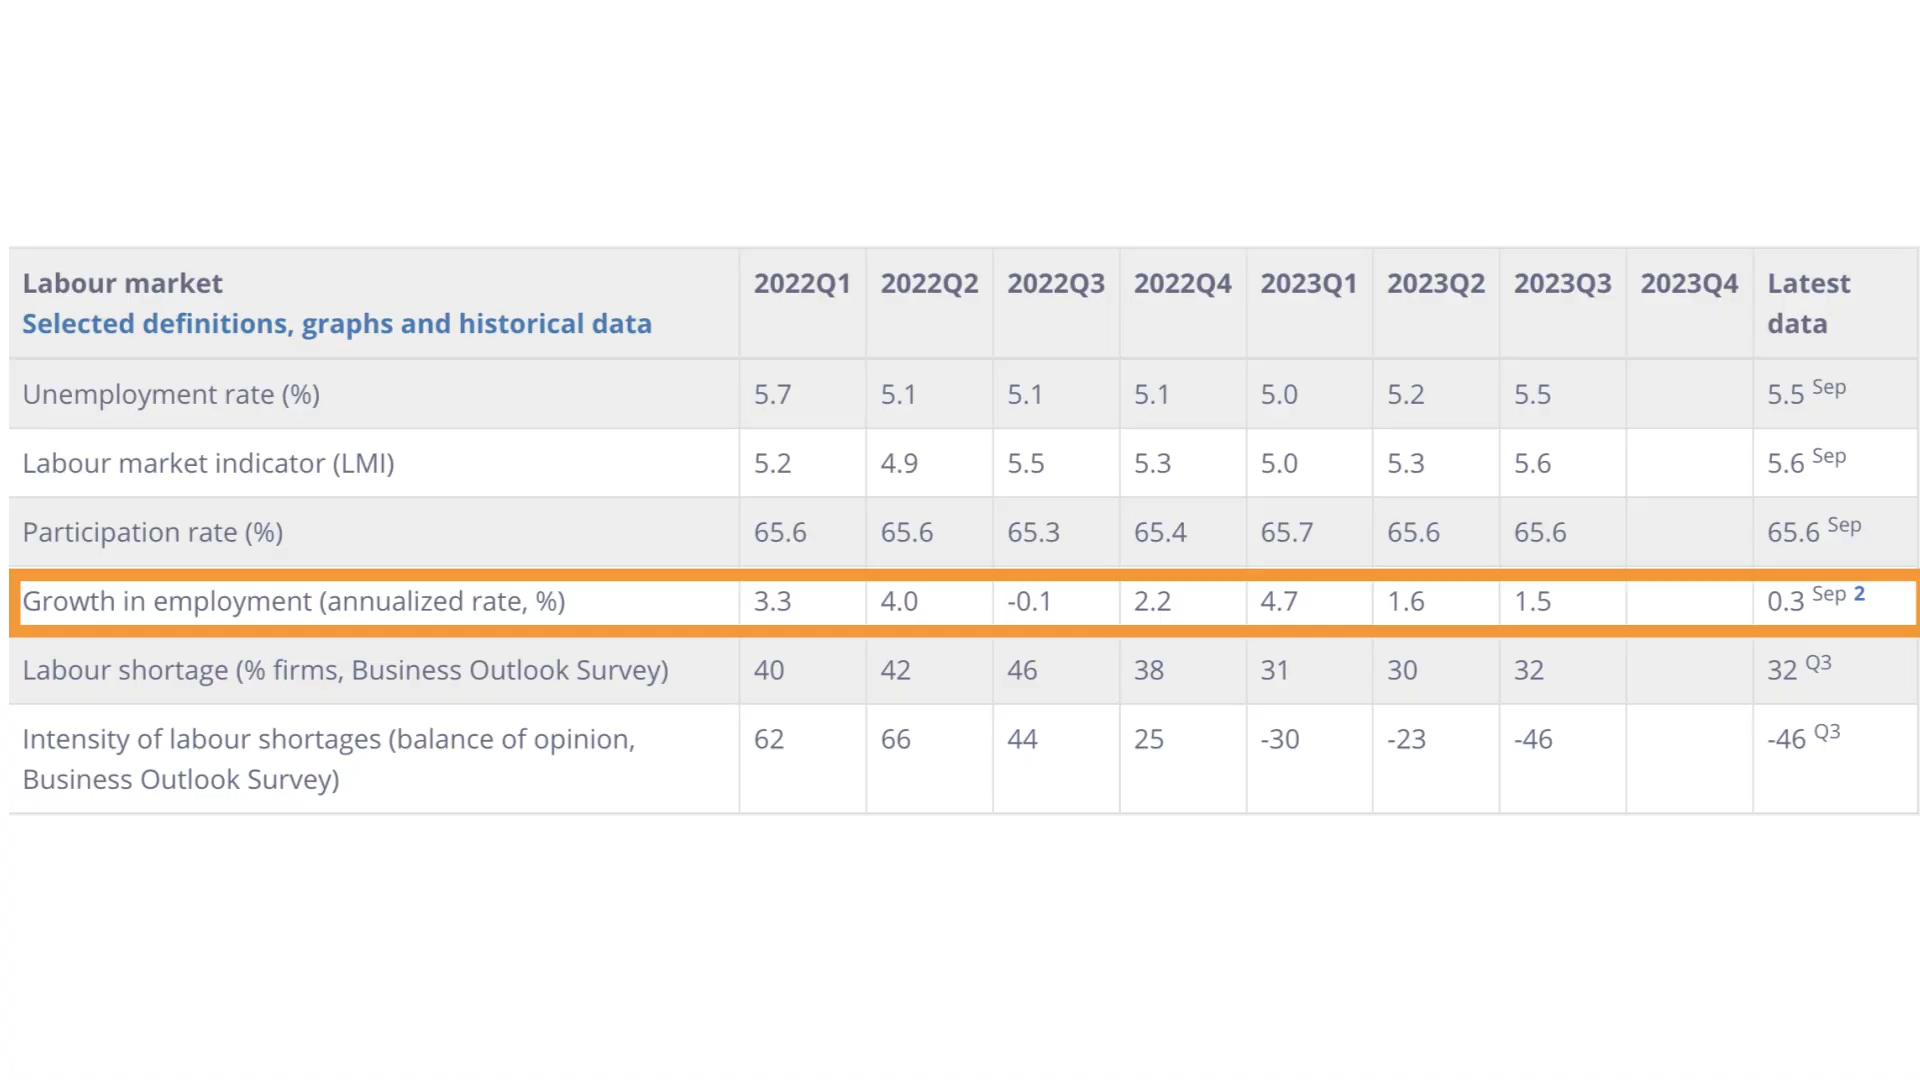 Labour market 2022Q1 2022Q2 2022Q3 2022Q4 2023Q1 2023Q2 2023Q3 2023Q4 Latest
Selected definitions, graphs and historical data data
Unemployment rate (%) 5.7 5.1 5.1 5.1 5.0 5.2 5.5 5.5 Sep
Labour market indicator (LMI) 5.2 4.9 5.5 5.3 5.0 5.3 5.6 5.6 Sep
Participation rate (%) 65.6 65.6 65.3 65.4 65.7 65.6 65.6 65.6 Sep
Growth in employment (annualized rate, %) 3.3 4.0 -0.1 2.2 4.7 1.6 1.5 0.3 Sep 2
Labour shortage (% firms, Business Outlook Survey) 40 42 46 38 31 30 32 32 Q3
Intensity of labour shortages (balance of opinion, 62 66 44 25 -30 -23 -46 -46 Q3
Business Outlook Survey)